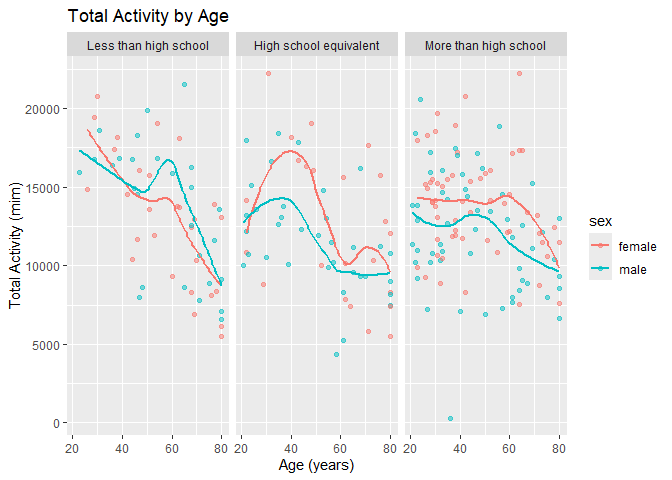 Total Activity by Age
Less than high school
High school equivalent
More than high school
Total Activity (mim)
20000
15000
10000
5000
0
20 40 60 80 20 40 60 80 20 40 60 80
Age (years)
sex
female
male